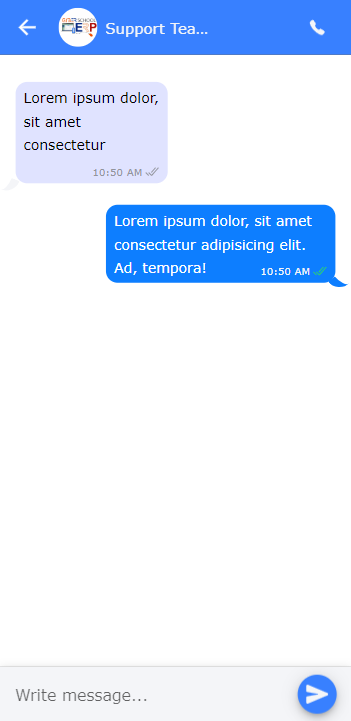 Support Tea...
Lorem ipsum dolor,
sit amet
consectetur
10:50 AM
Lorem ipsum dolor, sit amet
consectetur adipisicing elit.
Ad, tempora!
10:50 AM
Write message...